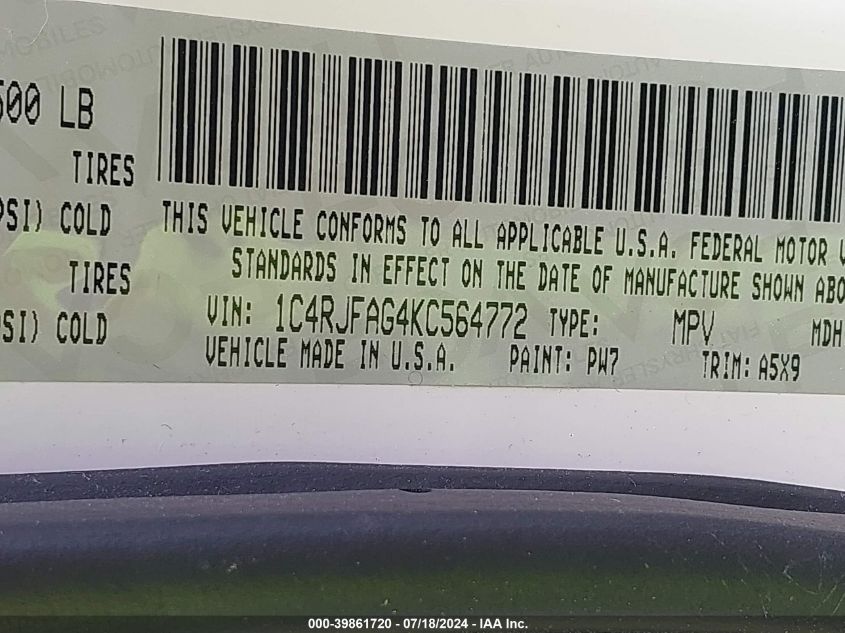 500 LB
TIRES
PSI) COLD
TIRES
PSI) COLD
THIS VEHICLE CONFORMS TO ALL APPLICABLE U.S.A. FEDERAL MOTOR V
STANDARDS IN EFFECT ON THE DATE OF MANUFACTURE SHOWN ABO
VIN: 1C4RJFAG4KC564772 TYPE: MPV MDH
VEHICLE MADE IN U.S.A. PAINT: PW7 TRIM: A5X9
000-39861720 - 07/18/2024 - IAA Inc.